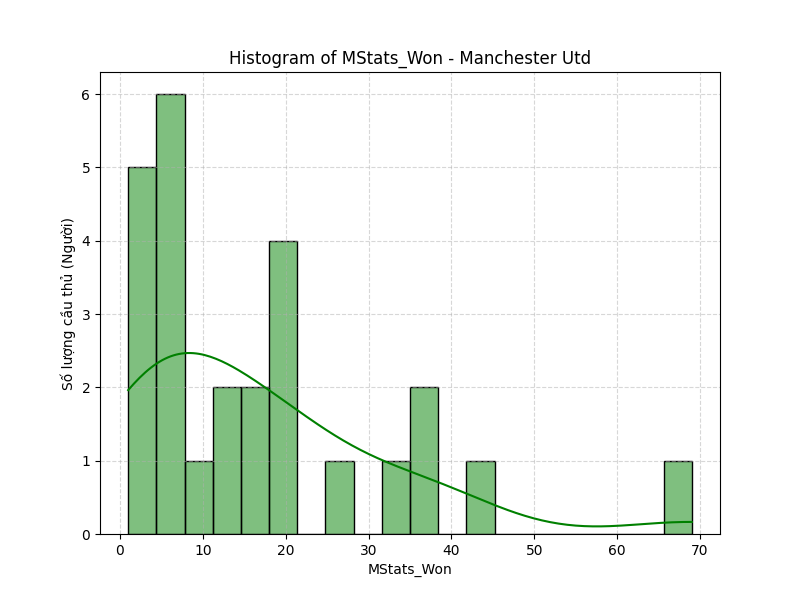 Histogram of MStats_Won - Manchester Utd
Số lượng cầu thủ (Người)
6
5
4
3
2
1
0
0 10 20 30 40 50 60 70
MStats_Won